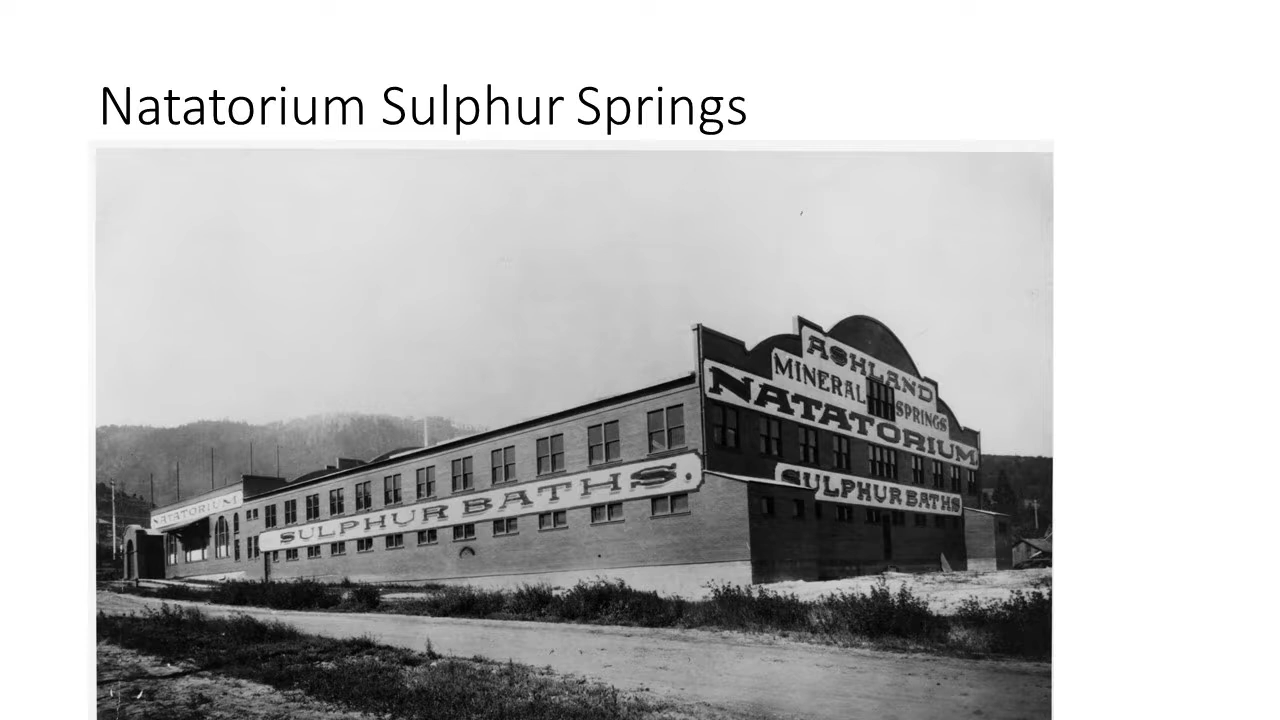 Natatorium Sulphur Springs
ASHLAND
MINERAL SPRINGS
NATATORIUM.
SULPHUR BATHS
SULPHUR BATHS.
NATATORIUM